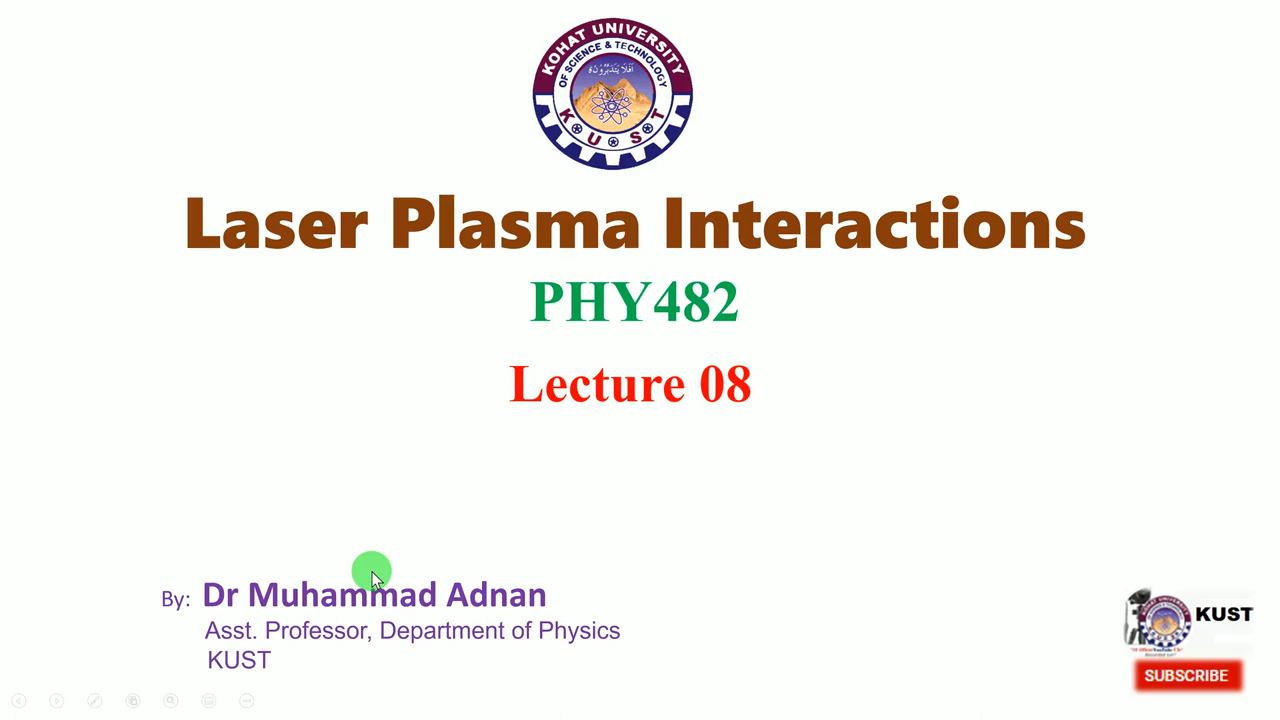 KOHAT UNIVERSITY
OF SCIENCE & TECHNOLOGY
أَفَلَا يَتَدَبَّرُونَ
K U S T
Laser Plasma Interactions
PHY482
Lecture 08
By: Dr Muhammad Adnan
Asst. Professor, Department of Physics
KUST
KUST
SUBSCRIBE